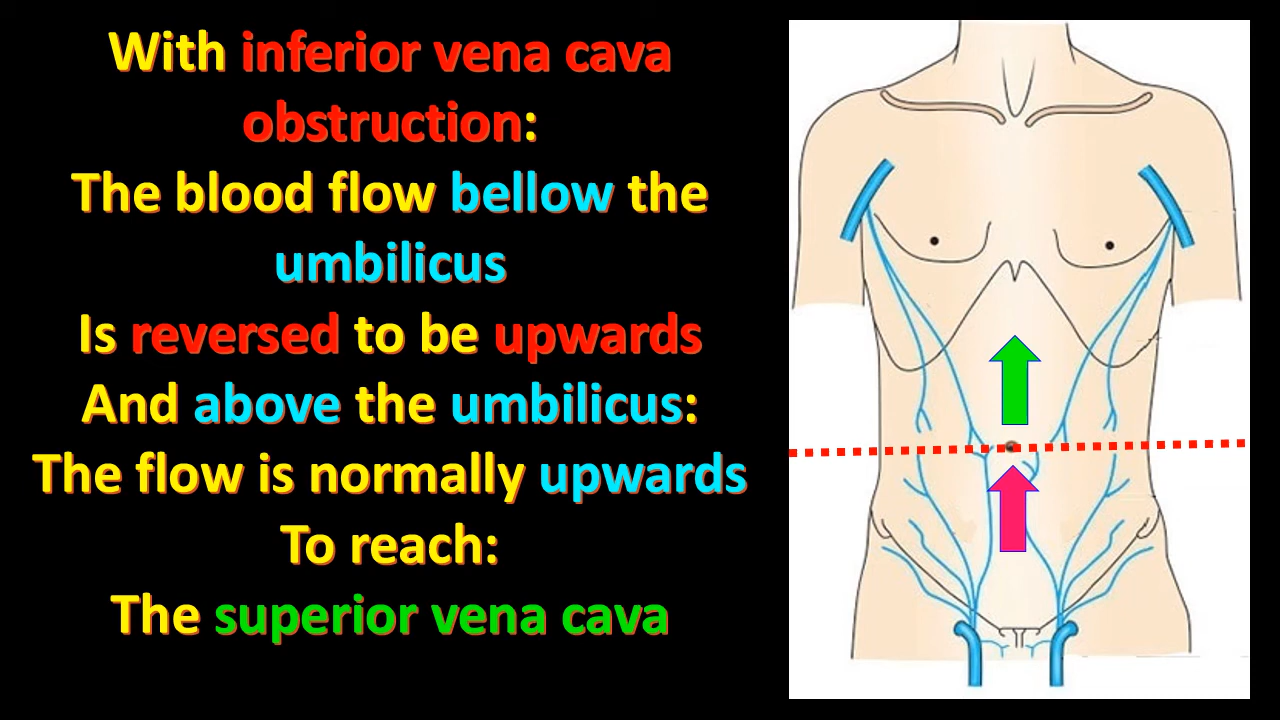 With inferior vena cava
obstruction:
The blood flow bellow the
umbilicus
Is reversed to be upwards
And above the umbilicus:
The flow is normally upwards
To reach:
The superior vena cava